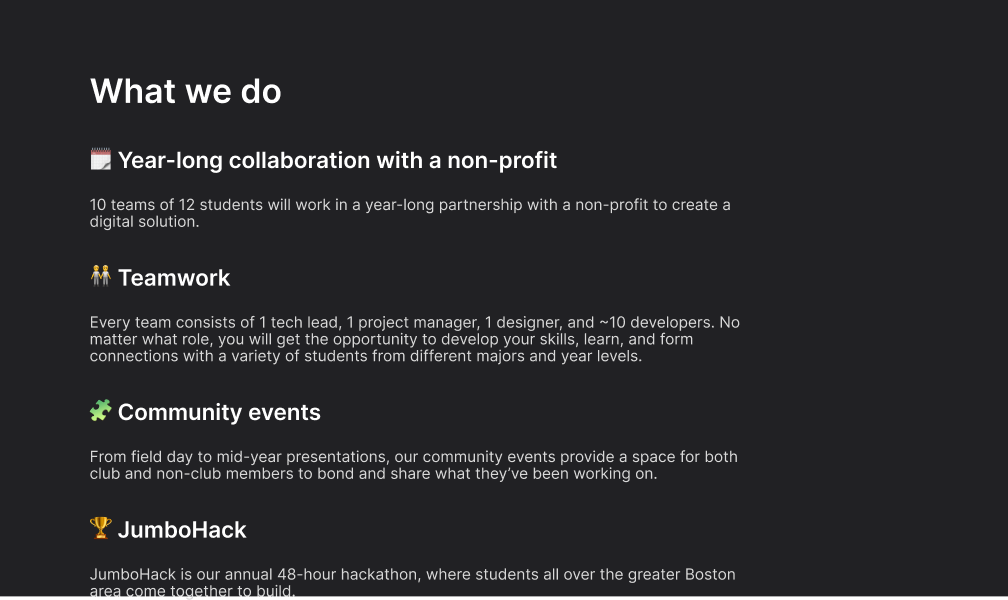 What we do
Year-long collaboration with a non-profit
10 teams of 12 students will work in a year-long partnership with a non-profit to create a
digital solution.
Teamwork
Every team consists of 1 tech lead, 1 project manager, 1 designer, and ~10 developers. No
matter what role, you will get the opportunity to develop your skills, learn, and form
connections with a variety of students from different majors and year levels.
Community events
From field day to mid-year presentations, our community events provide a space for both
club and non-club members to bond and share what they’ve been working on.
JumboHack
JumboHack is our annual 48-hour hackathon, where students all over the greater Boston
area come together to build.